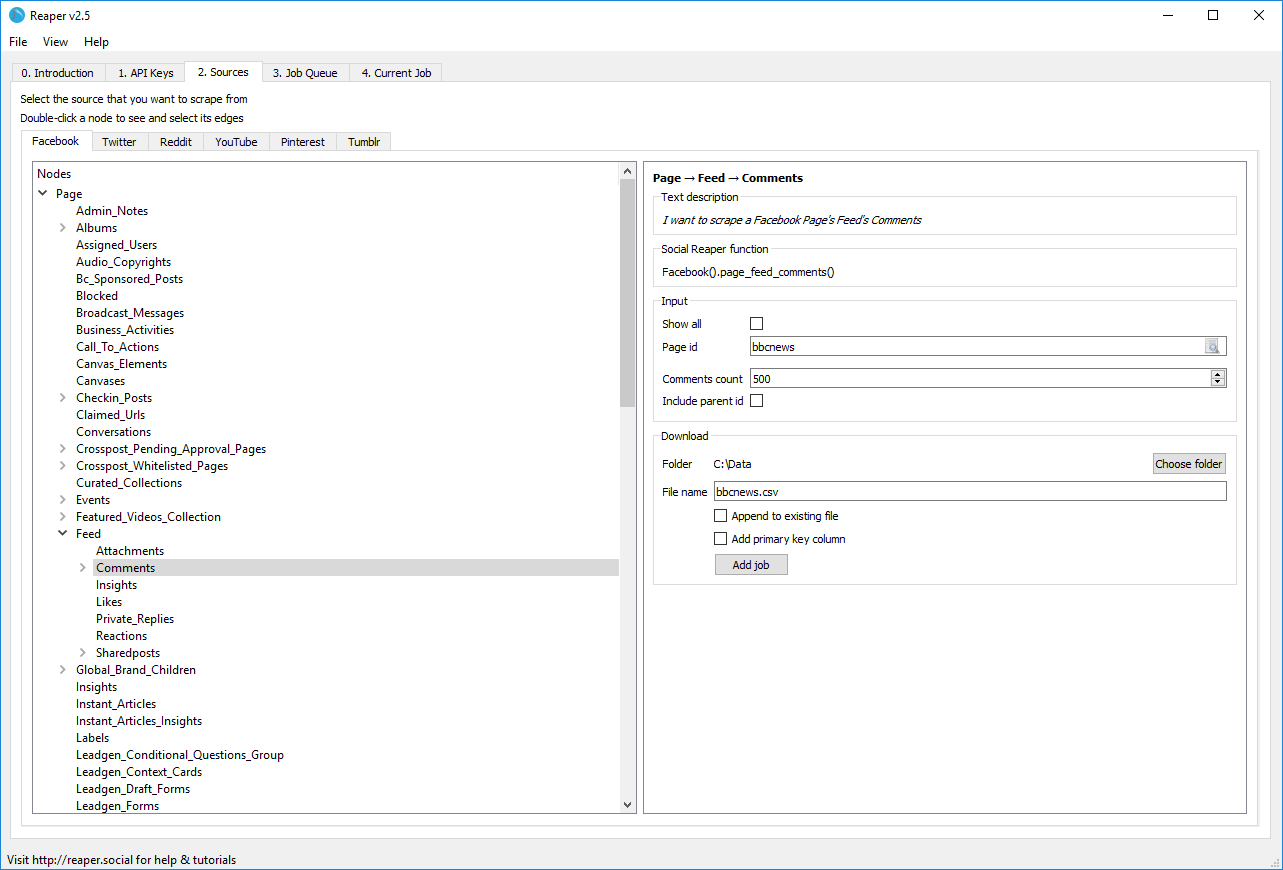 Reaper v2.5
File View Help
0. Introduction 1. API Keys 2. Sources 3. Job Queue 4. Current Job
Select the source that you want to scrape from
Double-click a node to see and select its edges
Facebook Twitter Reddit YouTube Pinterest Tumblr
Nodes
Page
Admin_Notes
Albums
Assigned_Users
Audio_Copyrights
Bc_Sponsored_Posts
Blocked
Broadcast_Messages
Business_Activities
Call_To_Actions
Canvas_Elements
Canvases
Checkin_Posts
Claimed_Urls
Conversations
Crosspost_Pending_Approval_Pages
Crosspost_Whitelisted_Pages
Curated_Collections
Events
Featured_Videos_Collection
Feed
Attachments
Comments
Insights
Likes
Private_Replies
Reactions
Sharedposts
Global_Brand_Children
Insights
Instant_Articles
Instant_Articles_Insights
Labels
Leadgen_Conditional_Questions_Group
Leadgen_Context_Cards
Leadgen_Draft_Forms
Leadgen_Forms
Page → Feed → Comments
Text description
I want to scrape a Facebook Page's Feed's Comments
Social Reaper function
Facebook().page_feed_comments()
Input
Show all
Page id bbcnews
Comments count 500
Include parent id
Download
Folder C:\Data Choose folder
File name bbcnews.csv
Append to existing file
Add primary key column
Add job
Visit http://reaper.social for help & tutorials